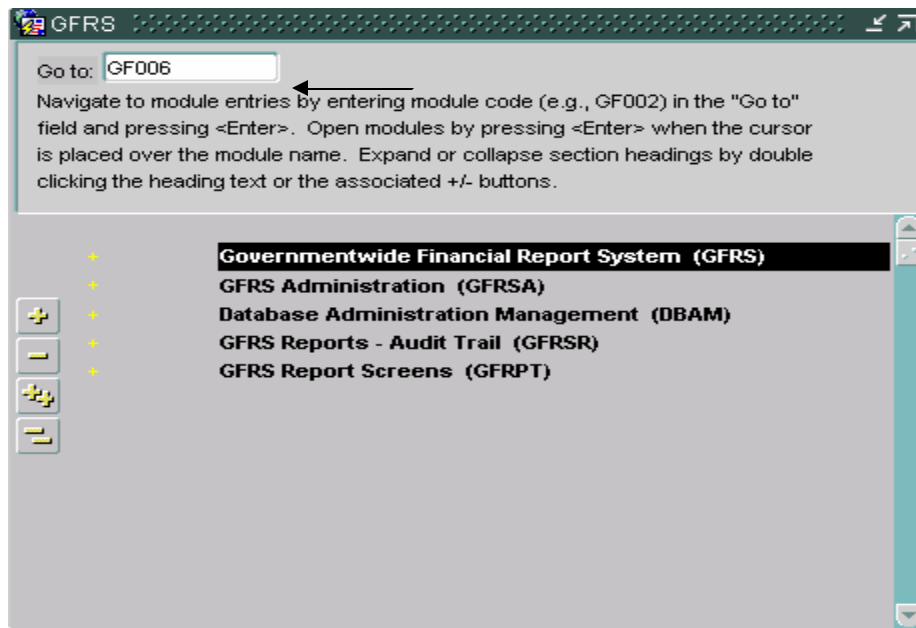 GFRS
Go to: GF006
Navigate to module entries by entering module code (e.g., GF002) in the "Go to"
field and pressing <Enter>. Open modules by pressing <Enter> when the cursor
is placed over the module name. Expand or collapse section headings by double
clicking the heading text or the associated +/- buttons.
+ Governmentwide Financial Report System (GFRS)
+ GFRS Administration (GFRSA)
+ Database Administration Management (DBAM)
+ GFRS Reports - Audit Trail (GFRSR)
+ GFRS Report Screens (GFRPT)